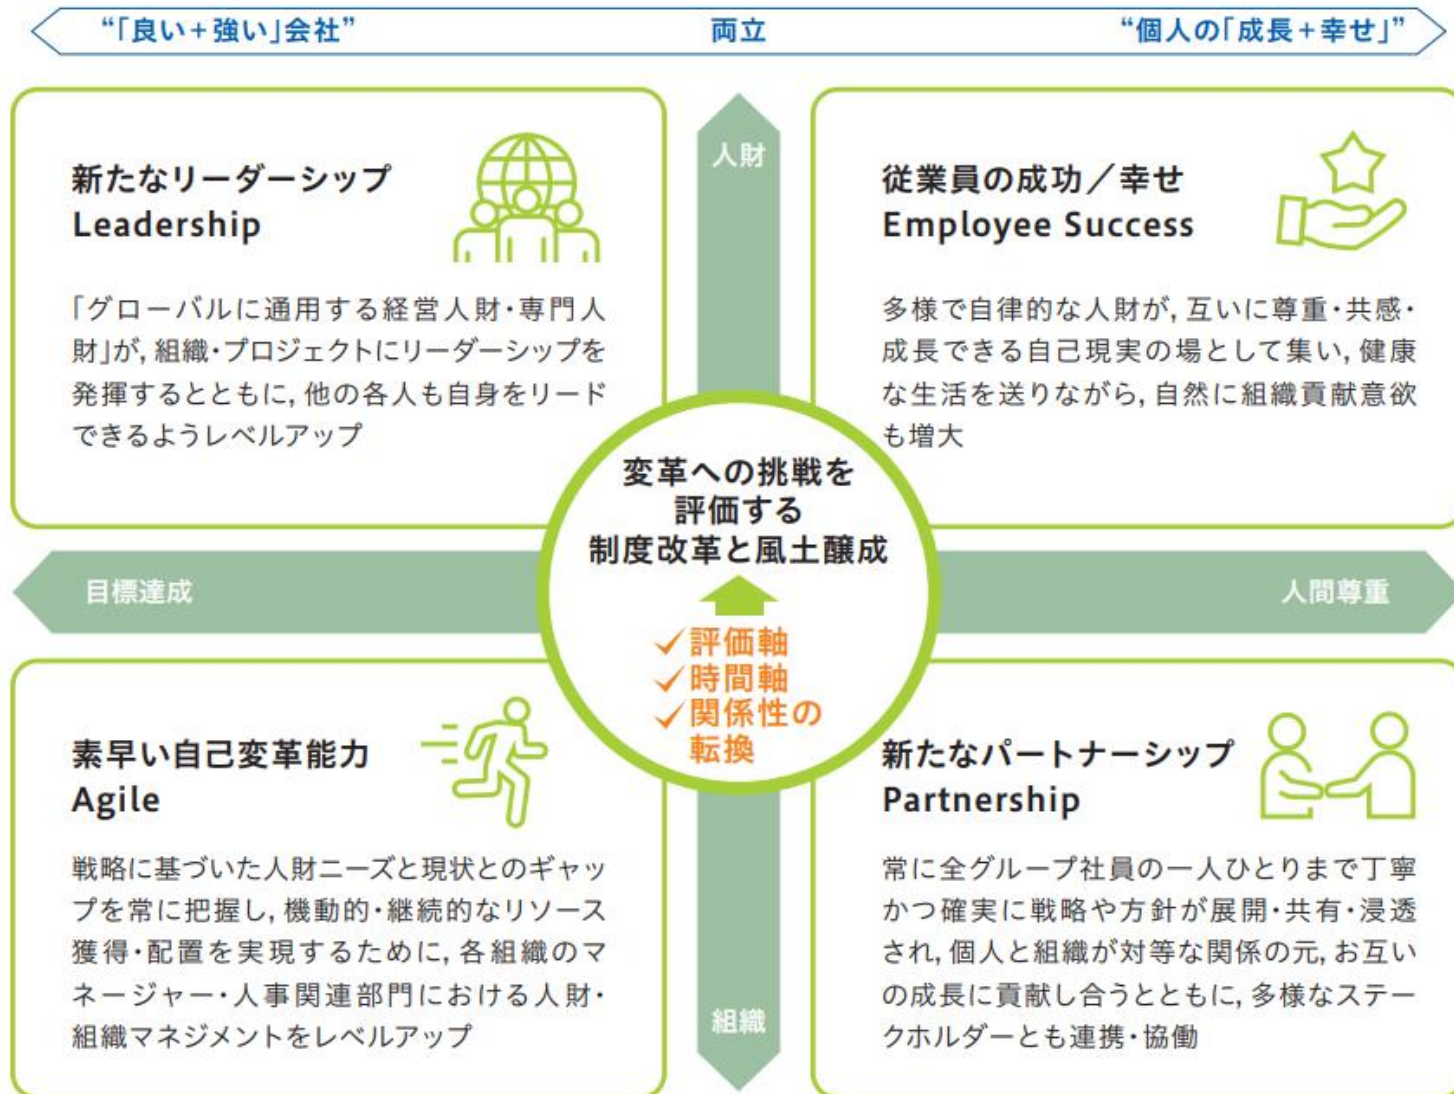 “「良い+強い」会社”
両立
“個人の「成長+幸せ」”
人財
新たなリーダーシップ
Leadership
「グローバルに通用する経営人財・専門人
財」が, 組織・プロジェクトにリーダーシップを
発揮するとともに, 他の各人も自身をリード
できるようレベルアップ
従業員の成功／幸せ
Employee Success
多様で自律的な人財が, 互いに尊重・共感・
成長できる自己現実の場として集い, 健康
な生活を送りながら, 自然に組織貢献意欲
も増大
変革への挑戦を
評価する
制度改革と風土醸成
✓評価軸
✓時間軸
✓関係性の
転換
目標達成
人間尊重
素早い自己変革能力
Agile
戦略に基づいた人財ニーズと現状とのギャッ
プを常に把握し, 機動的・継続的なリソース
獲得・配置を実現するために, 各組織のマ
ネージャー・人事関連部門における人財・
組織マネジメントをレベルアップ
新たなパートナーシップ
Partnership
常に全グループ社員の一人ひとりまで丁寧
かつ確実に戦略や方針が展開・共有・浸透
され, 個人と組織が対等な関係の元, お互い
の成長に貢献し合うとともに, 多様なステー
クホルダーとも連携・協働
組織